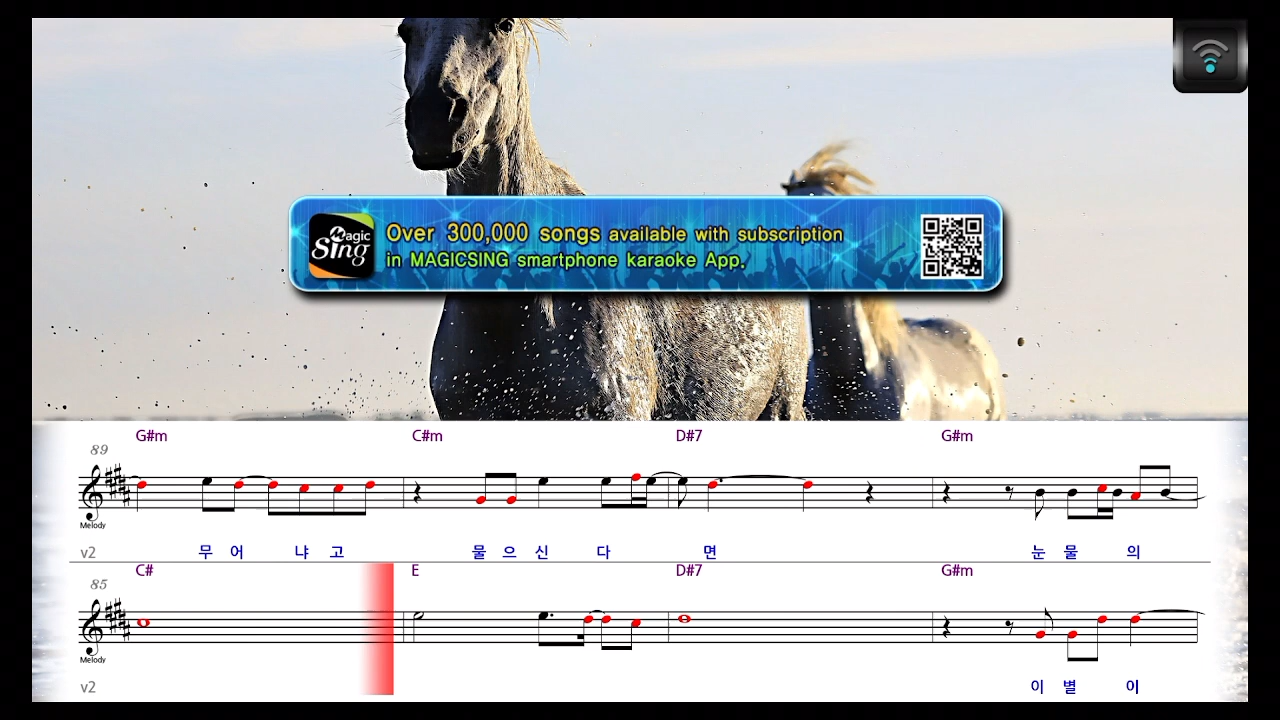 Magic
Sing
Over 300,000 songs available with subscription
in MAGICSING smartphone karaoke App.
G#m C#m D#7 G#m
89
Melody
v2 무 어 냐 고 물 으 신 다 면 눈 물 의
C# E D#7 G#m
85
Melody
v2 이 별 이